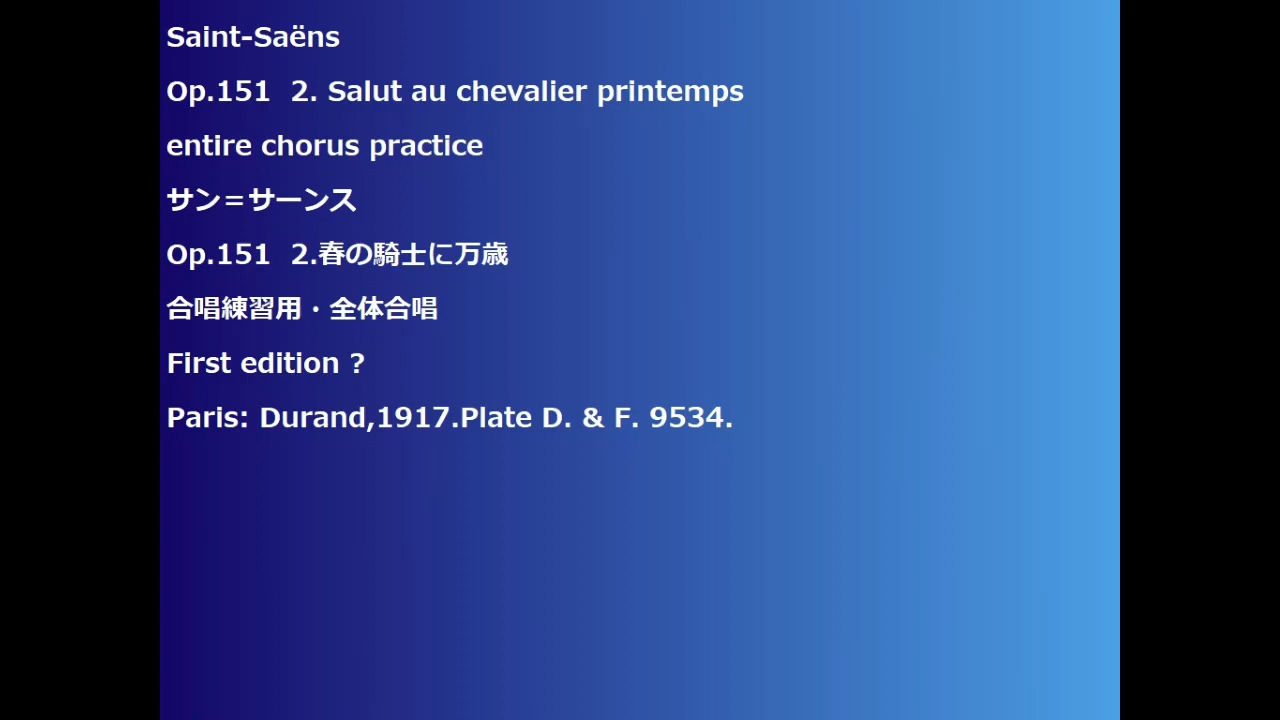 Saint-Saëns
Op.151  2. Salut au chevalier printemps
entire chorus practice
サン＝サーンス
Op.151  2.春の騎士に万歳
合唱練習用・全体合唱
First edition ?
Paris: Durand,1917.Plate D. & F. 9534.